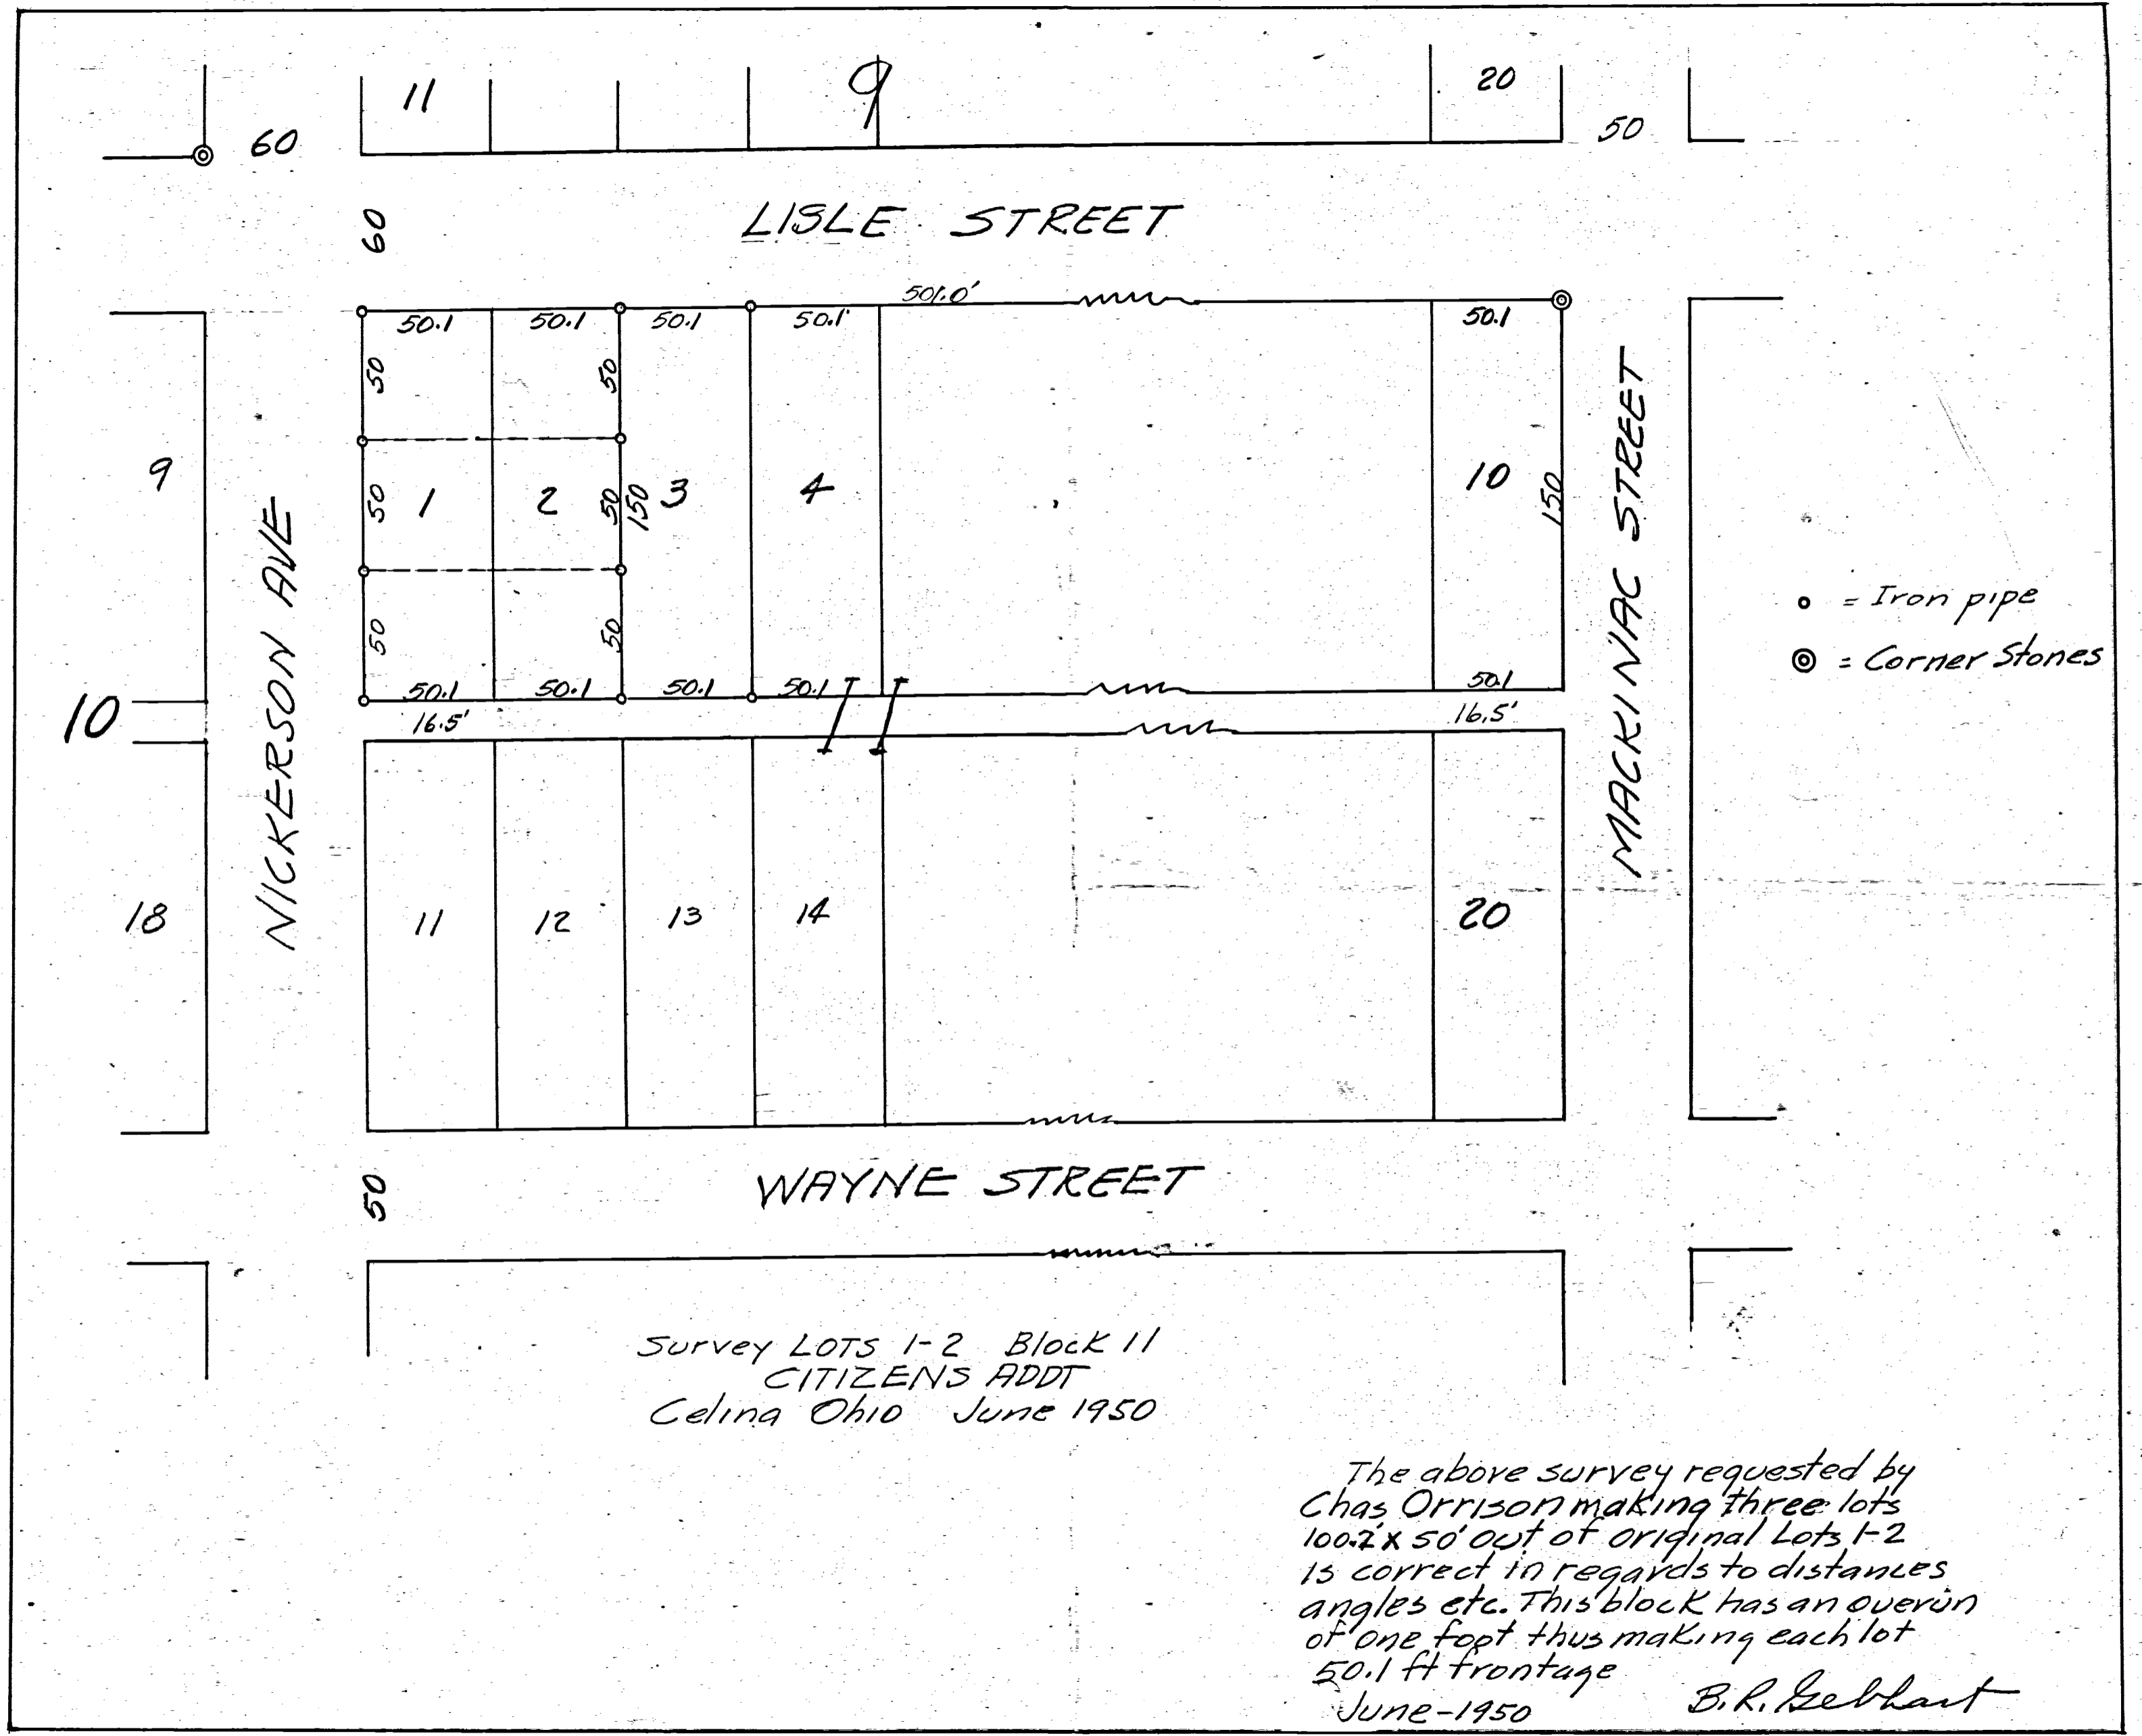 11
9
20
60
50
60
LISLE STREET
501.0'
50.1 50.1 50.1 50.1' 50.1
50 50
9
50 1 2 50 150 3 4 10 150
NICKERSON AVE
MACKINAC STREET
= Iron pipe
= Corner Stones
50 50
50.1 50.1 50.1 50.1 50.1
10
16.5' 16.5'
18
11 12 13 14 20
50
WAYNE STREET
Survey LOTS 1-2 Block 11
CITIZENS ADDT
Celina Ohio June 1950
The above survey requested by
Chas Orrison making three lots
100.2' x 50' out of original Lots 1-2
is correct in regards to distances
angles etc. This block has an overun
of one foot thus making each lot
50.1 ft frontage
June-1950
B.R. Gebhart